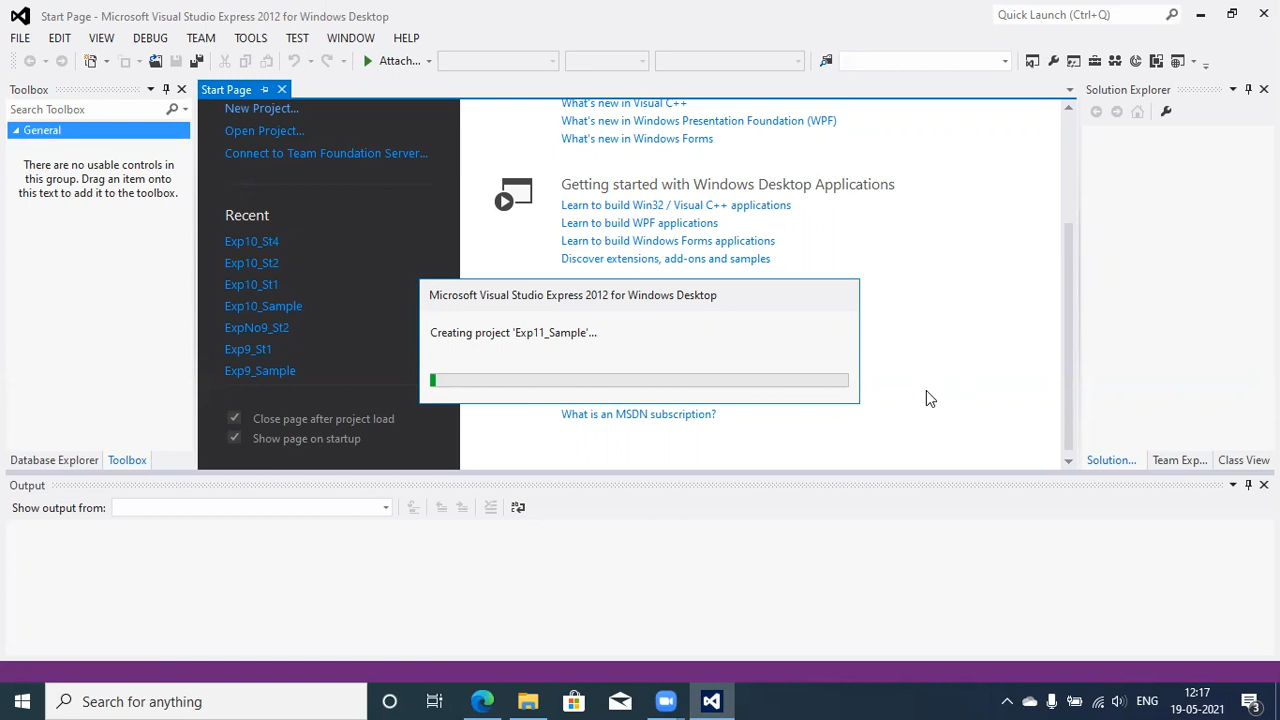 Start Page - Microsoft Visual Studio Express 2012 for Windows Desktop
Quick Launch (Ctrl+Q)
FILE EDIT VIEW DEBUG TEAM TOOLS TEST WINDOW HELP
Attach...
Toolbox
Start Page
Solution Explorer
Search Toolbox
General
There are no usable controls in
this group. Drag an item onto
this text to add it to the toolbox.
New Project...
Open Project...
Connect to Team Foundation Server...
Recent
Exp10_St4
Exp10_St2
Exp10_St1
Exp10_Sample
ExpNo9_St2
Exp9_St1
Exp9_Sample
Close page after project load
Show page on startup
What's new in Visual C++
What's new in Windows Presentation Foundation (WPF)
What's new in Windows Forms
Getting started with Windows Desktop Applications
Learn to build Win32 / Visual C++ applications
Learn to build WPF applications
Learn to build Windows Forms applications
Discover extensions, add-ons and samples
Microsoft Visual Studio Express 2012 for Windows Desktop
Creating project 'Exp11_Sample'...
What is an MSDN subscription?
Database Explorer Toolbox
Solution... Team Exp... Class View
Output
Show output from:
Search for anything
ENG
12:17
19-05-2021
3